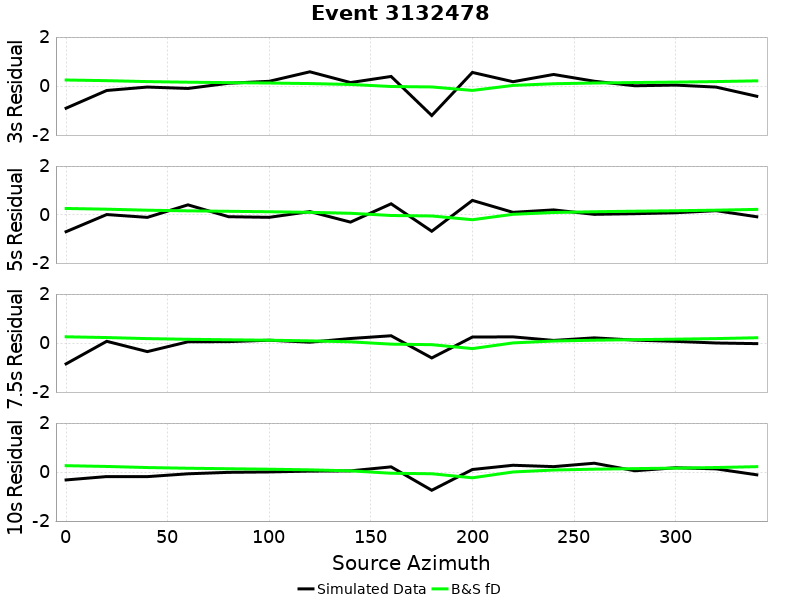 Event 3132478
3s Residual
2
0
-2
5s Residual
2
0
-2
7.5s Residual
2
0
-2
10s Residual
2
0
-2
0 50 100 150 200 250 300
Source Azimuth
Simulated Data B&S fD